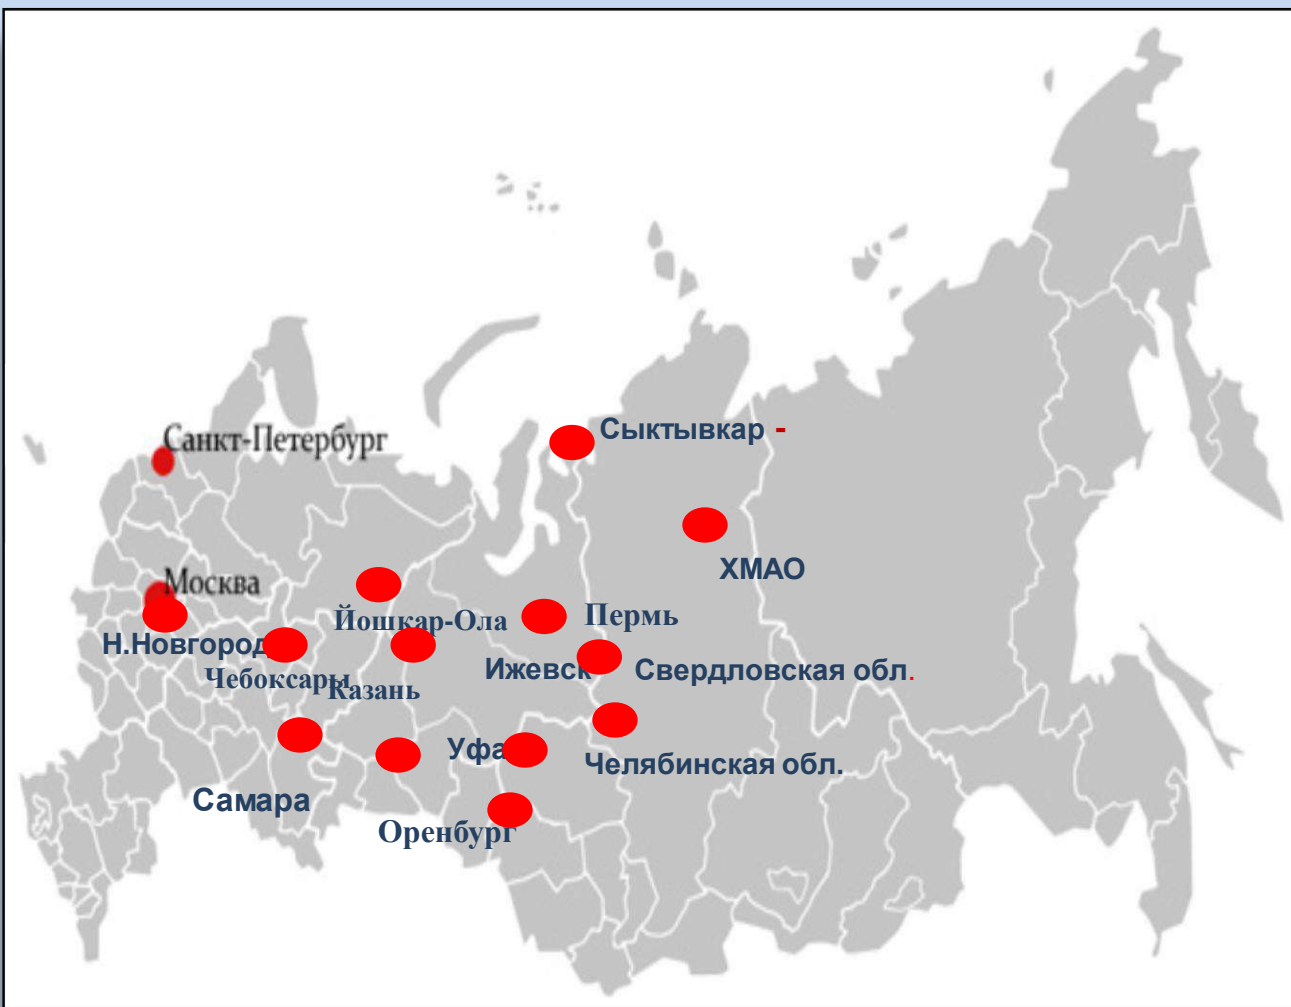 Санкт-Петербург
Сыктывкар -
ХМАО
Москва
Йошкар-Ола
Пермь
Н.Новгород
Чебоксары
Казань
Ижевск
Свердловская обл.
Уфа
Челябинская обл.
Самара
Оренбург